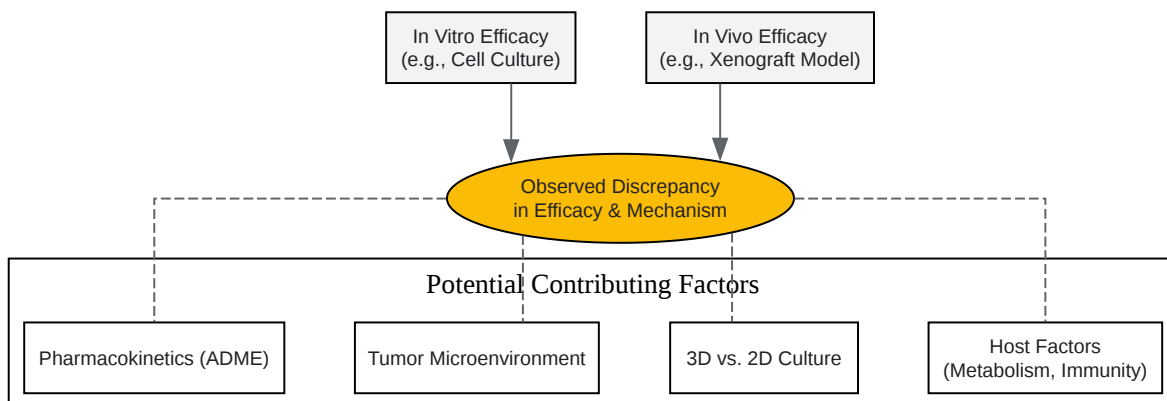 In Vitro Efficacy
(e.g., Cell Culture)
In Vivo Efficacy
(e.g., Xenograft Model)
Observed Discrepancy
in Efficacy & Mechanism
Potential Contributing Factors
Pharmacokinetics (ADME)
Tumor Microenvironment
3D vs. 2D Culture
Host Factors
(Metabolism, Immunity)